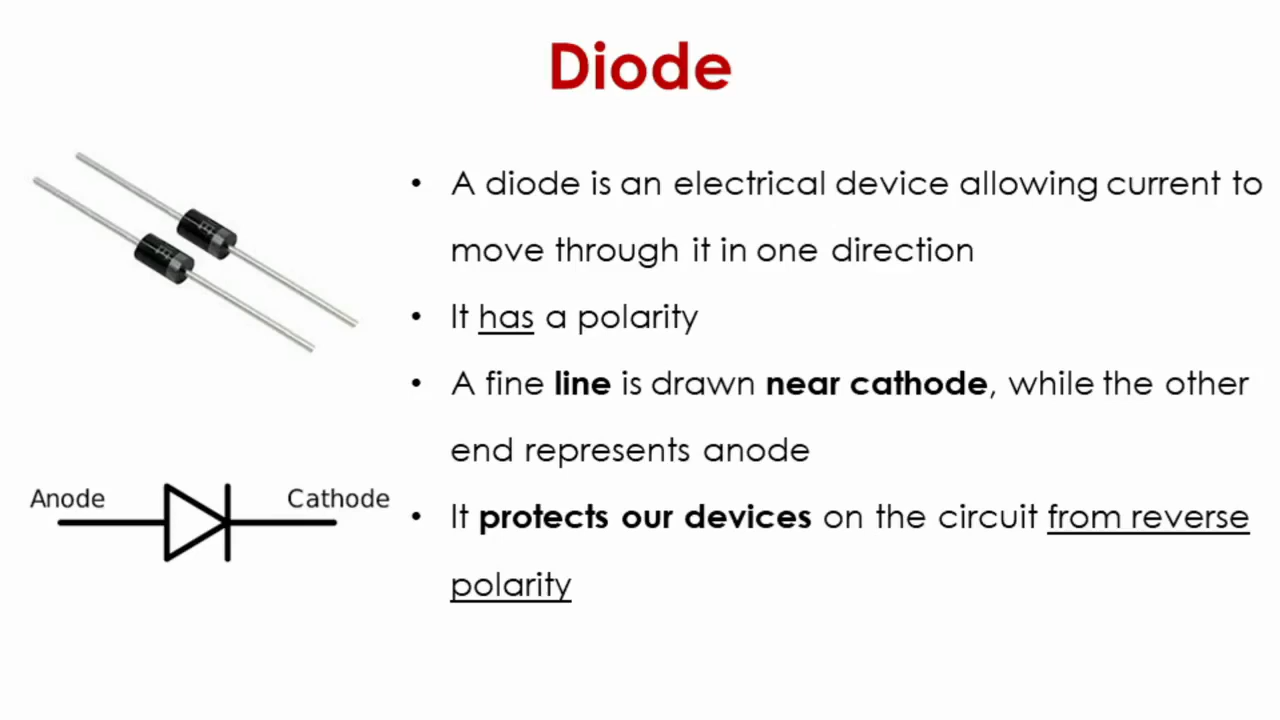 Diode
• A diode is an electrical device allowing current to
move through it in one direction
• It has a polarity
• A fine line is drawn near cathode, while the other
end represents anode
Anode
Cathode
• It protects our devices on the circuit from reverse
polarity